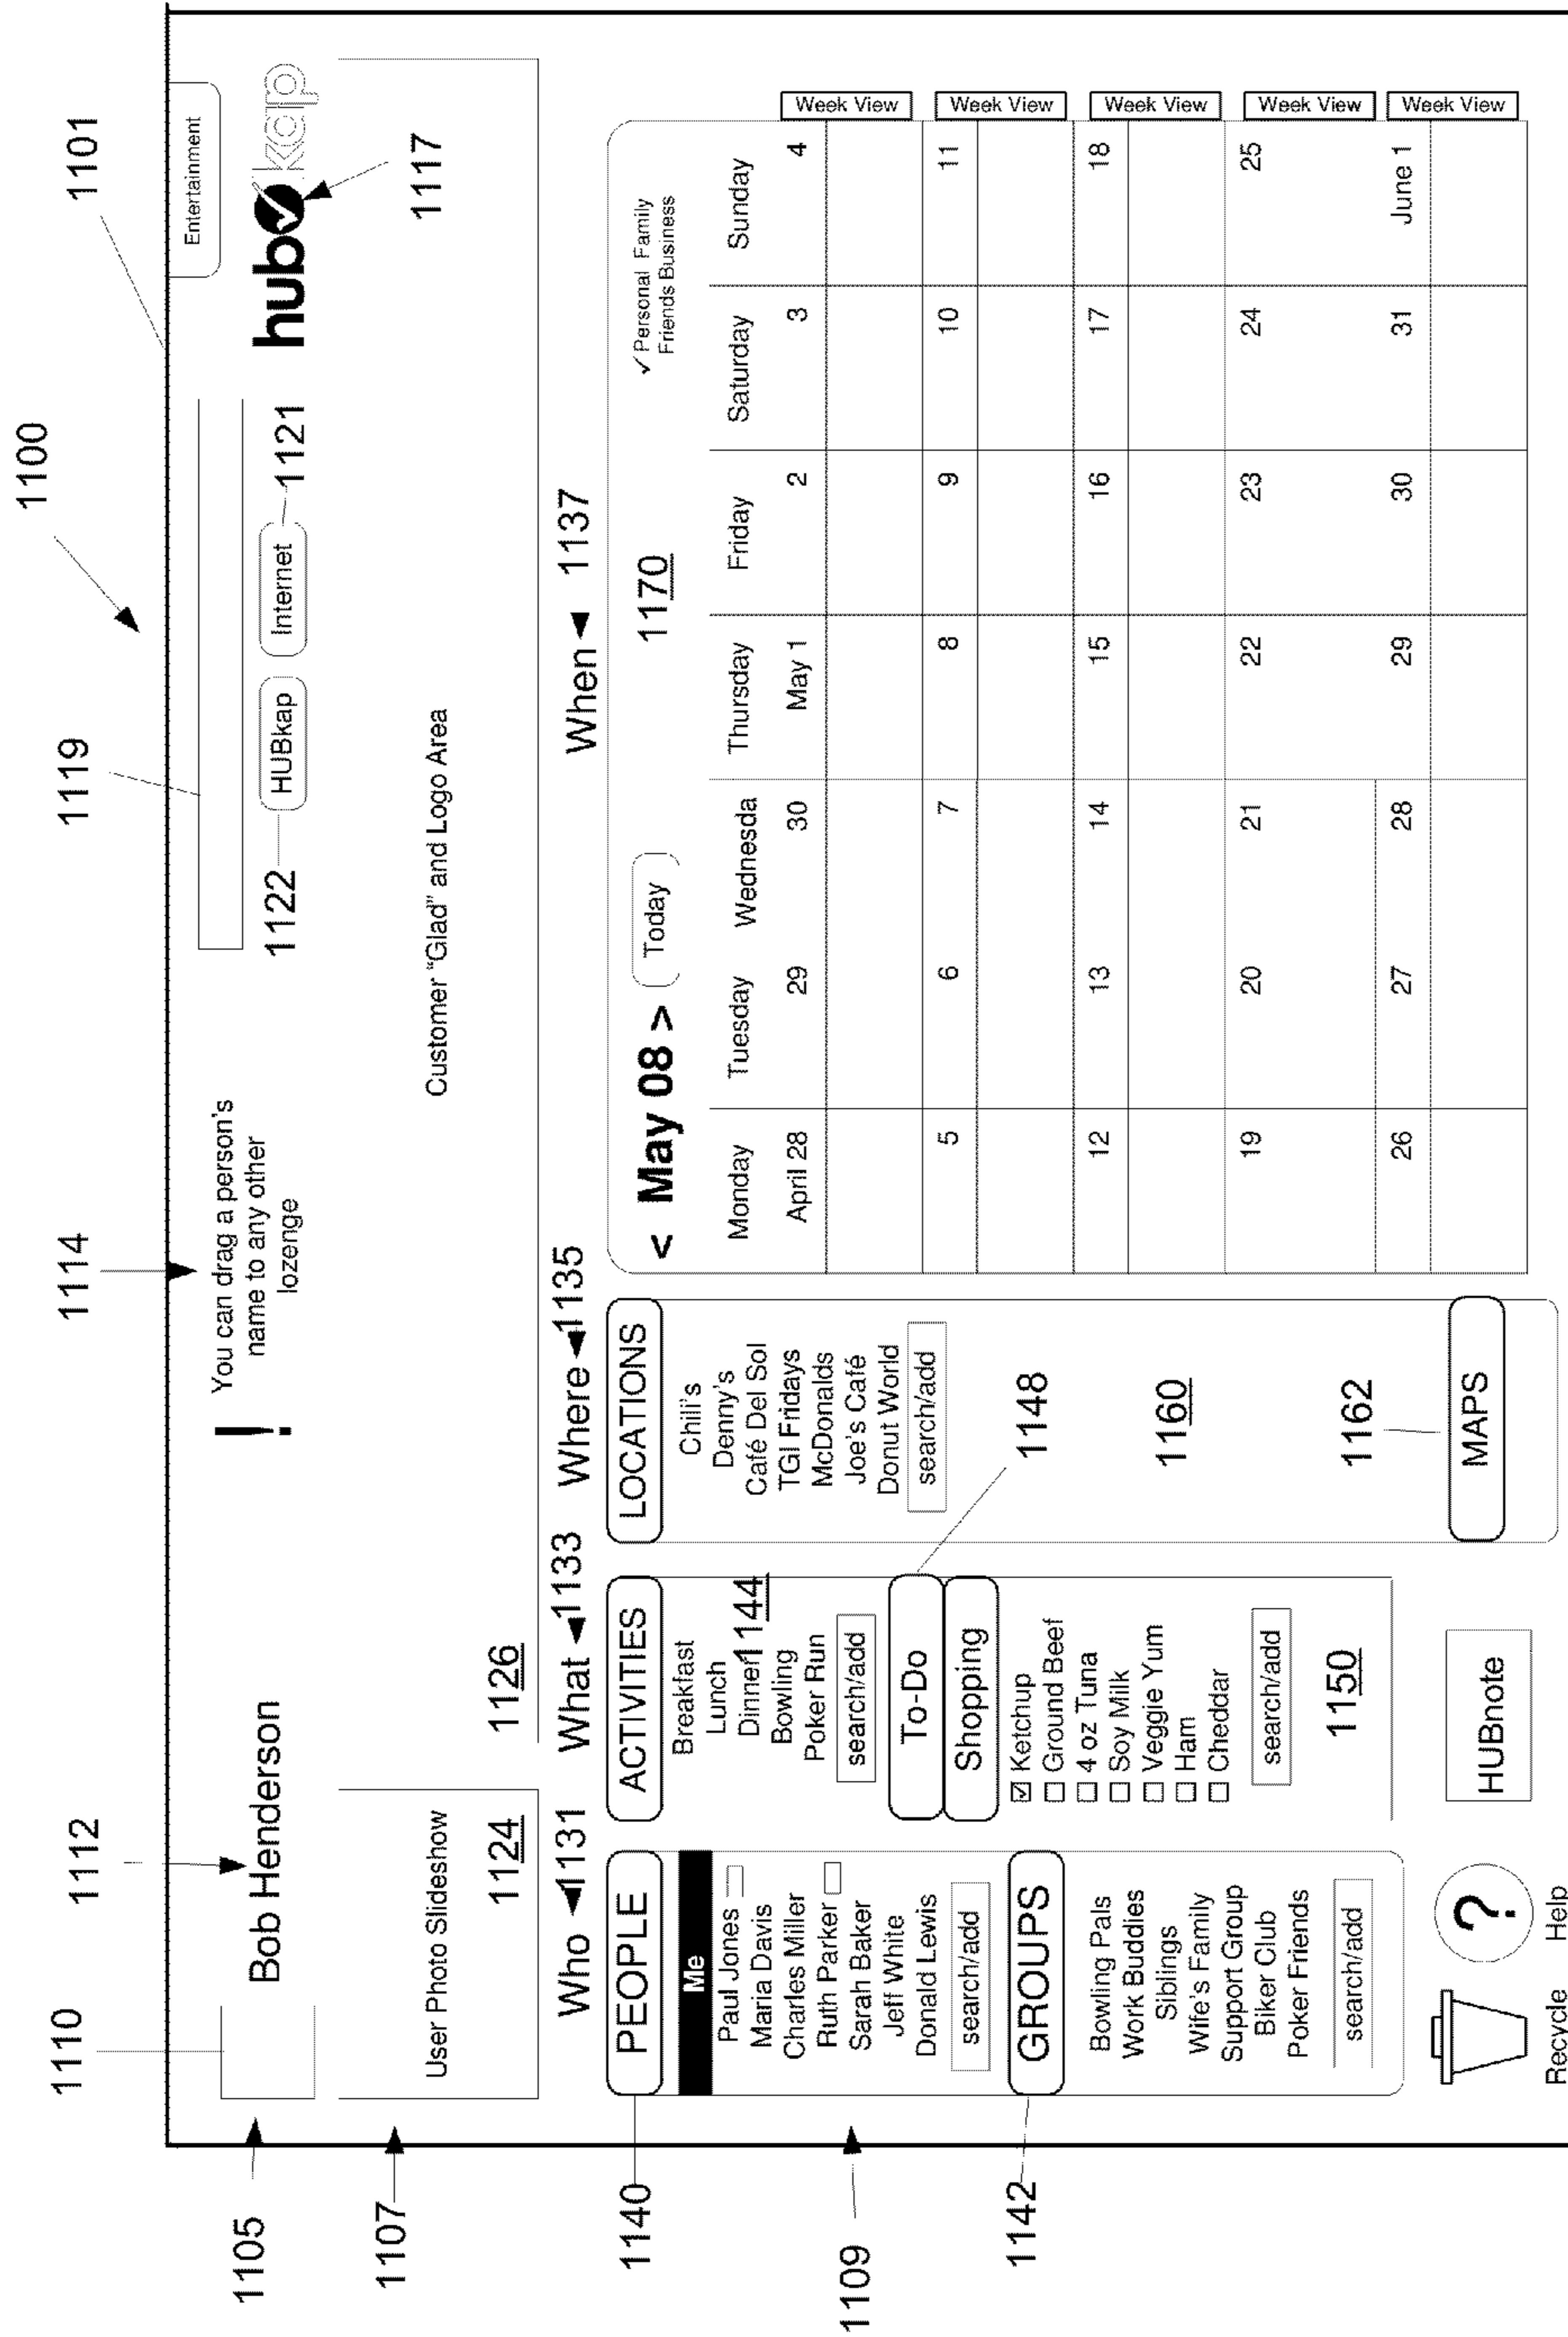 1100
1101
1110
1112
1114
1119
Entertainment
1105
Bob Henderson
! You can drag a person's
name to any other
lozenge
1122
HUBkap
Internet
1121
hub✓kap
1117
1107
User Photo Slideshow
1124
1126
Customer "Glad" and Logo Area
Who ◄1131
What ◄1133
Where ◄1135
When ◄ 1137
1140
PEOPLE
Me
Paul Jones
Maria Davis
Charles Miller
Ruth Parker
Sarah Baker
Jeff White
Donald Lewis
search/add
1109
1142
GROUPS
Bowling Pals
Work Buddies
Siblings
Wife's Family
Support Group
Biker Club
Poker Friends
search/add
Recycle
?
Help
ACTIVITIES
Breakfast
Lunch
Dinner
1144
Bowling
Poker Run
search/add
To-Do
Shopping
☑ Ketchup
☐ Ground Beef
☐ 4 oz Tuna
☐ Soy Milk
☐ Veggie Yum
☐ Ham
☐ Cheddar
search/add
1150
HUBnote
LOCATIONS
Chili's
Denny's
Café Del Sol
TGI Fridays
McDonalds
Joe's Café
Donut World
search/add
1148
1160
1162
MAPS
< May 08 > Today
1170
✓Personal Family
Friends Business
Monday Tuesday Wednesda Thursday Friday Saturday Sunday
April 28 29 30 May 1 2 3 4 Week View
5 6 7 8 9 10 11 Week View
12 13 14 15 16 17 18 Week View
19 20 21 22 23 24 25 Week View
26 27 28 29 30 31 June 1 Week View